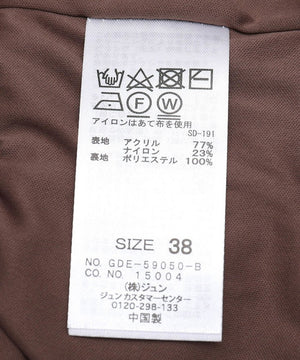 F W
アイロンはあて布を使用
SD-191
表地 アクリル 77%
ナイロン 23%
裏地 ポリエステル 100%
SIZE 38
NO. GDE-59050-B
CO. NO. 15004
(株)ジュン
ジュン カスタマーセンター
0120-298-133
中国製